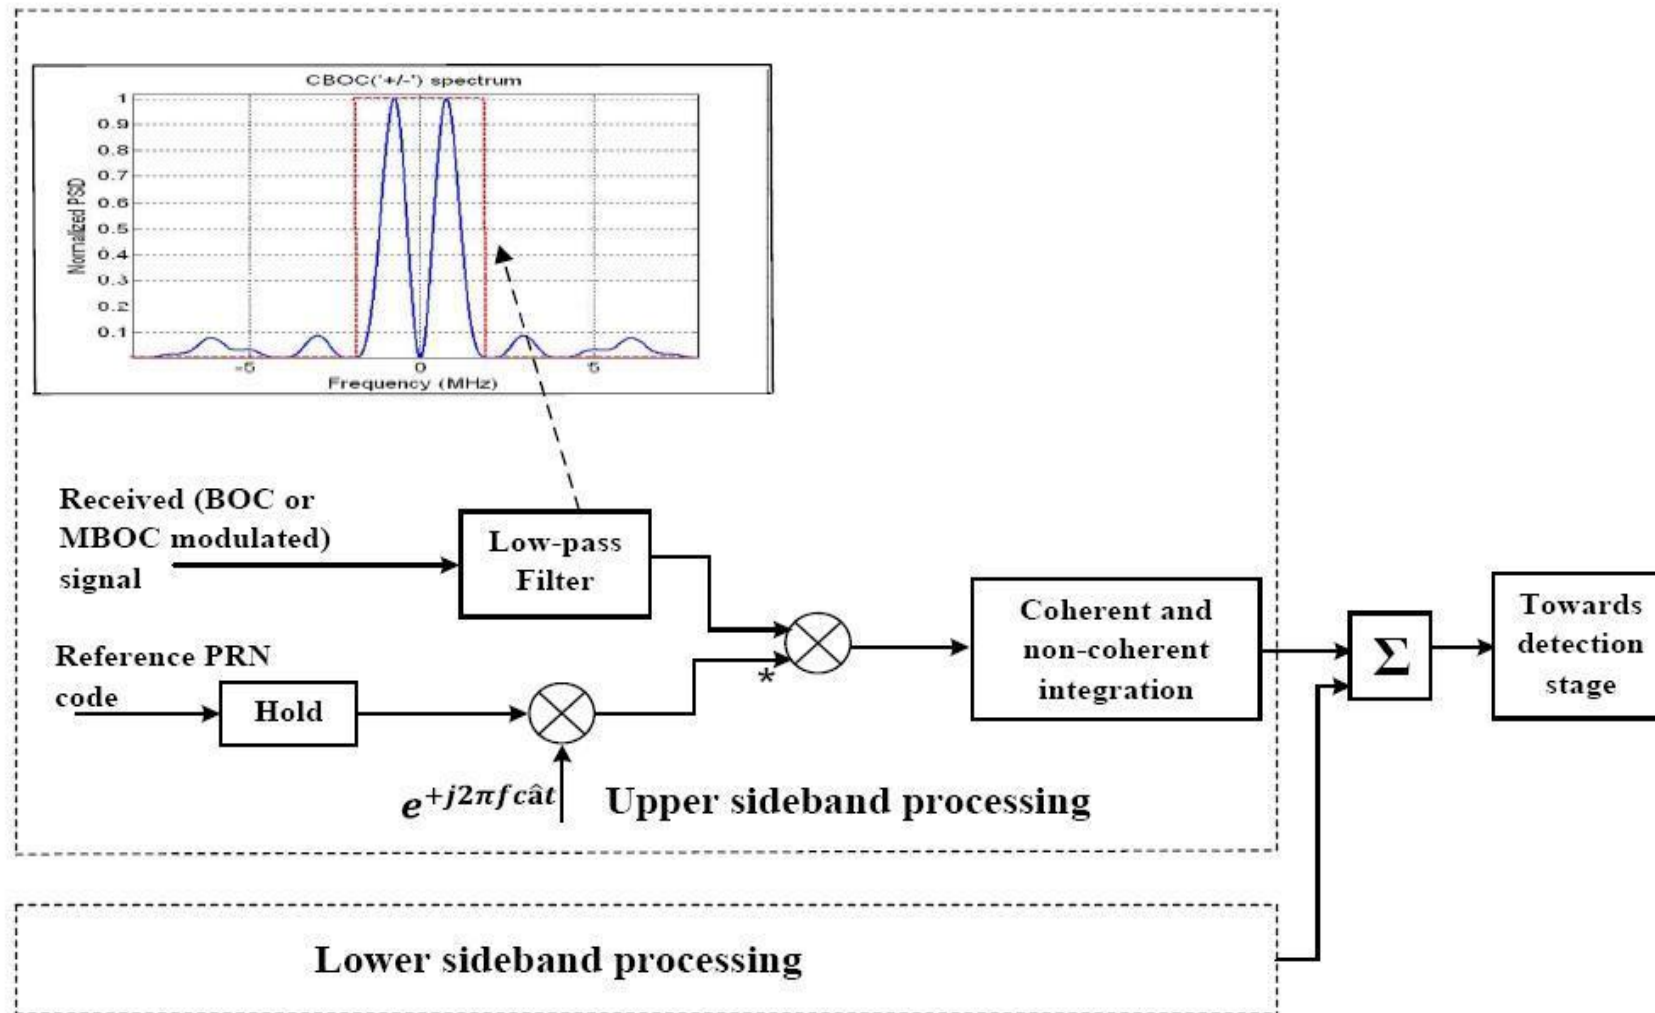 CBOC('+/-') spectrum
1
0.9
0.8
0.7
0.6
0.5
0.4
0.3
0.2
0.1
Normalized PSD
-5
0
5
Frequency (MHz)
Received (BOC or
MBOC modulated)
signal
Low-pass
Filter
Reference PRN
code
Hold
*
Coherent and
non-coherent
integration
Σ
Towards
detection
stage
e^{+j2πfcât}
Upper sideband processing
Lower sideband processing